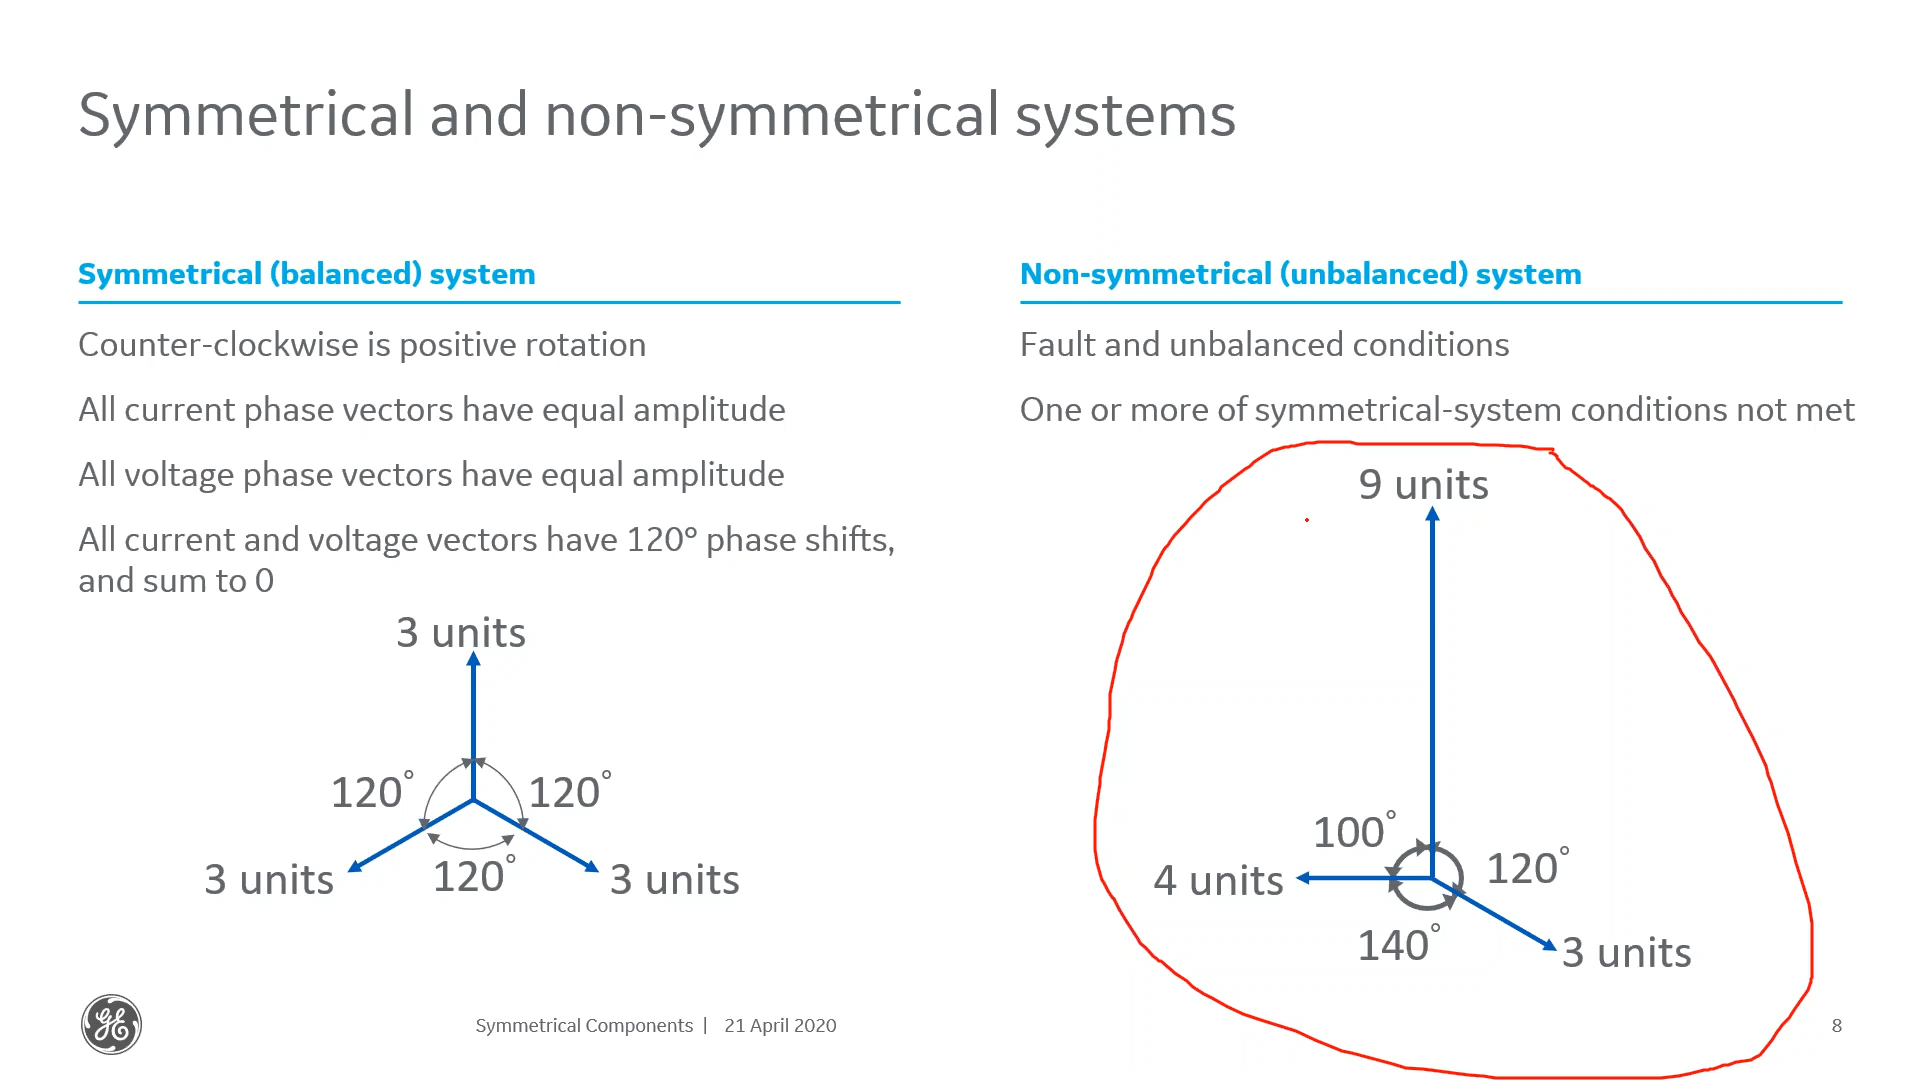 Symmetrical and non-symmetrical systems
Symmetrical (balanced) system
Counter-clockwise is positive rotation
All current phase vectors have equal amplitude
All voltage phase vectors have equal amplitude
All current and voltage vectors have 120° phase shifts,
and sum to 0
3 units
120°
120°
3 units
120°
3 units
Non-symmetrical (unbalanced) system
Fault and unbalanced conditions
One or more of symmetrical-system conditions not met
9 units
100°
120°
4 units
140°
3 units
GE
Symmetrical Components | 21 April 2020
8